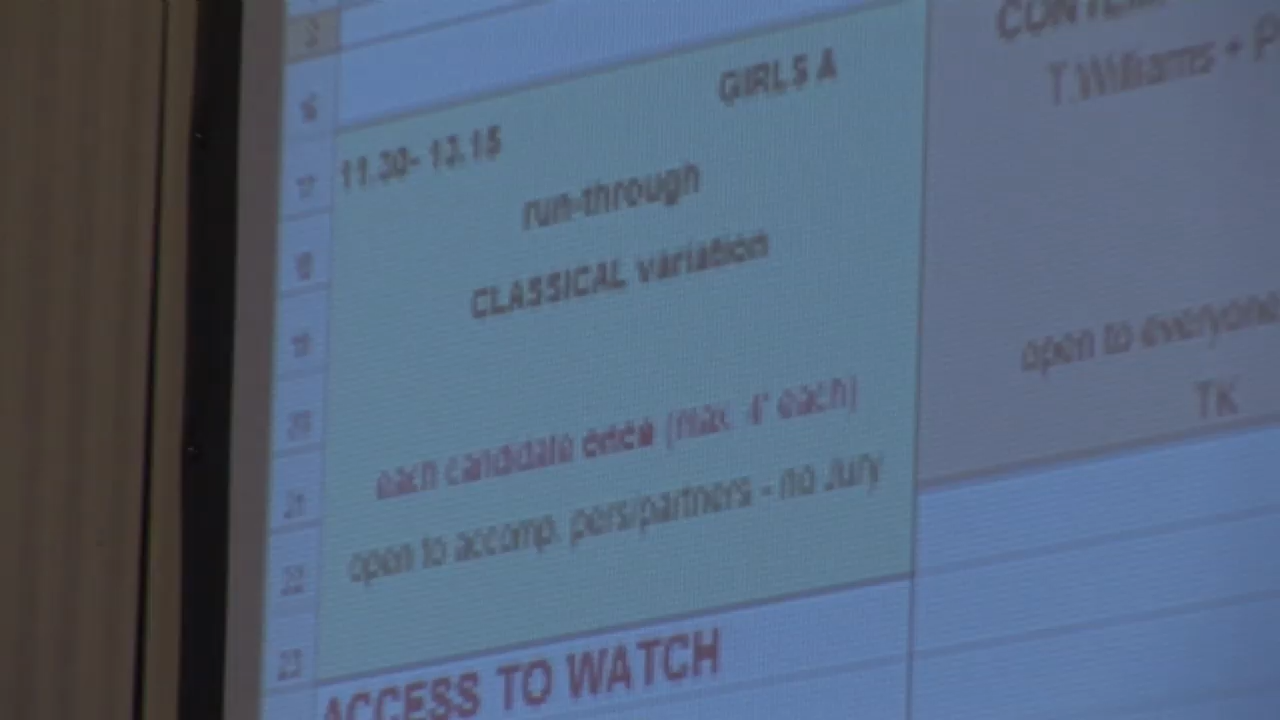 GIRLS A
11.30- 13.15
run-through
CLASSICAL variation
each candidate once (max. 4' each)
open to accomp. pers/partners - no Jury
ACCESS TO WATCH
T.Williams + P
open to everyone
TK
16
17
18
19
20
21
22
23